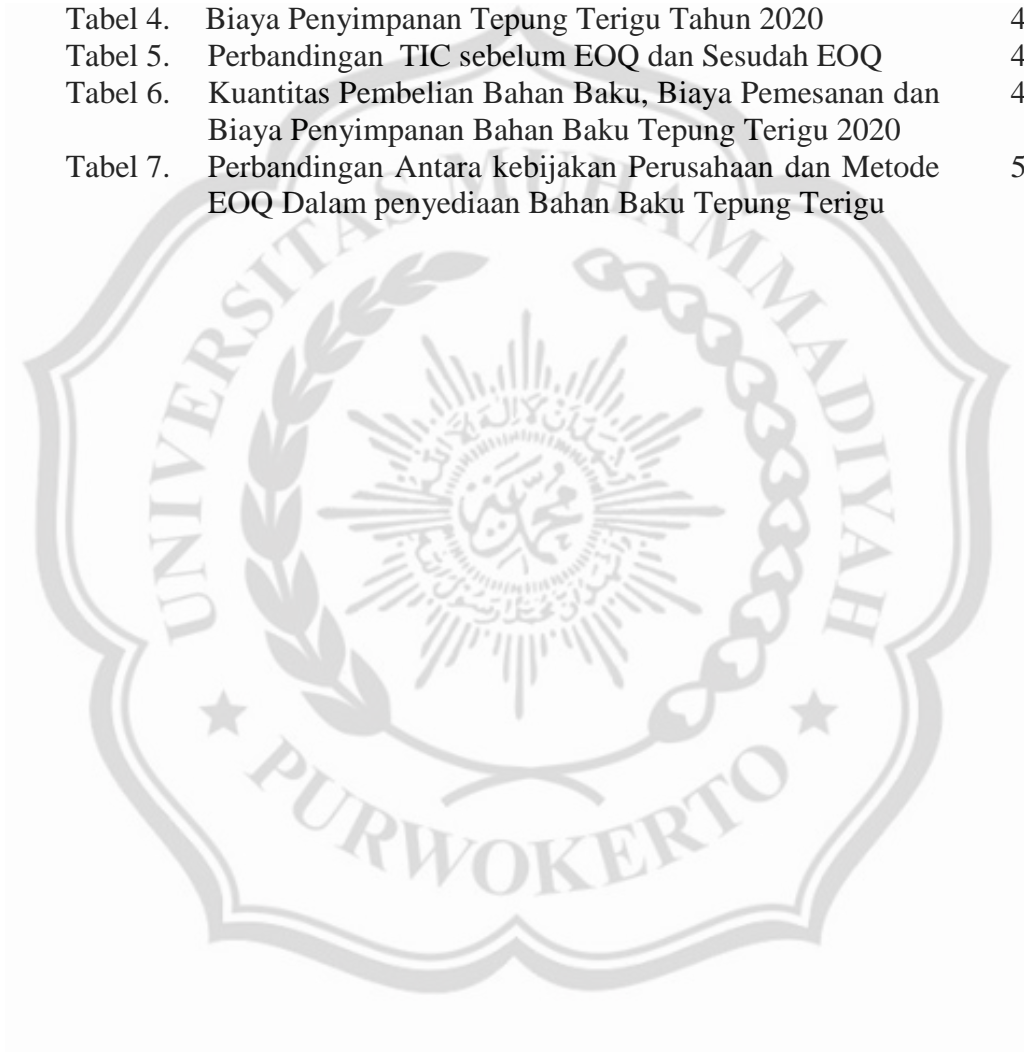 Tabel 4. Biaya Penyimpanan Tepung Terigu Tahun 2020 4
Tabel 5. Perbandingan TIC sebelum EOQ dan Sesudah EOQ 4
Tabel 6. Kuantitas Pembelian Bahan Baku, Biaya Pemesanan dan 4
Biaya Penyimpanan Bahan Baku Tepung Terigu 2020
Tabel 7. Perbandingan Antara kebijakan Perusahaan dan Metode 5
EOQ Dalam penyediaan Bahan Baku Tepung Terigu
UNIVERSITAS MUHAMMADIYAH
PURWOKERTO